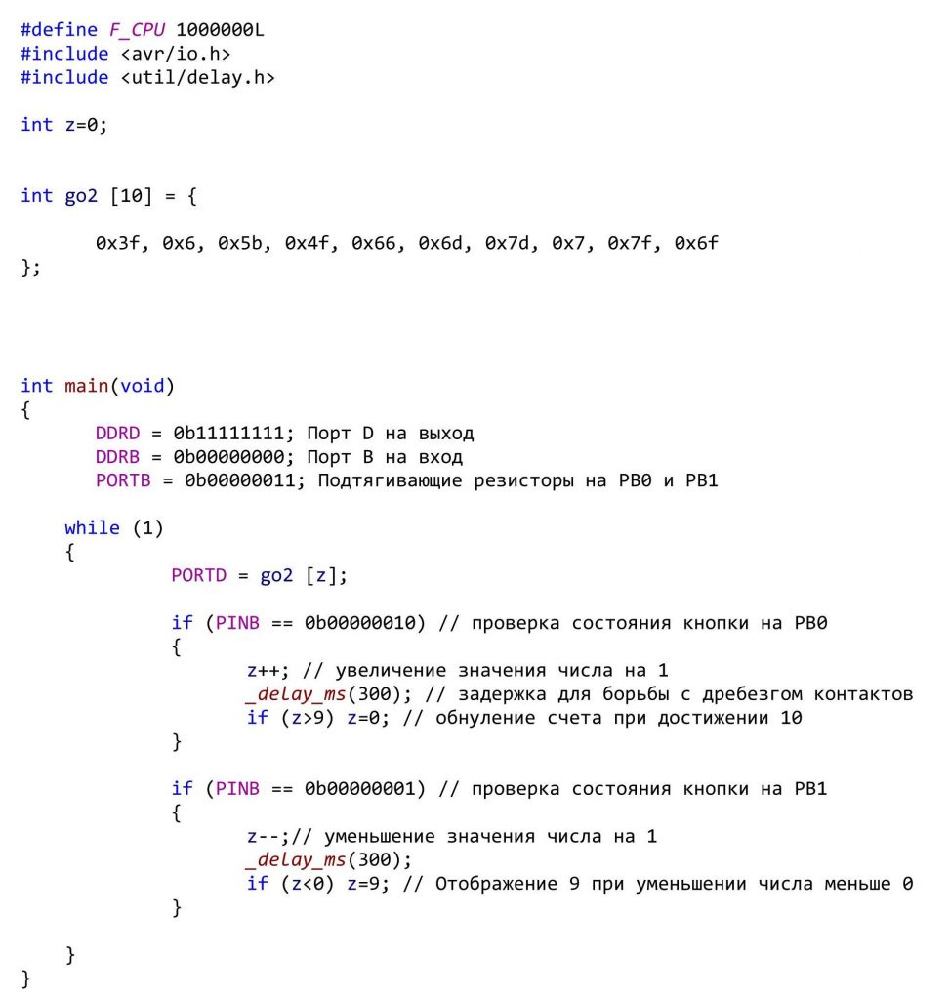 #define F_CPU 1000000L
#include <avr/io.h>
#include <util/delay.h>
int z=0;
int go2 [10] = {
0x3f, 0x6, 0x5b, 0x4f, 0x66, 0x6d, 0x7d, 0x7, 0x7f, 0x6f
};
int main(void)
{
DDRD = 0b11111111; Порт D на выход
DDRB = 0b00000000; Порт B на вход
PORTB = 0b00000011; Подтягивающие резисторы на PB0 и PB1
while (1)
{
PORTD = go2 [z];
if (PINB == 0b00000010) // проверка состояния кнопки на PB0
{
z++; // увеличение значения числа на 1
_delay_ms(300); // задержка для борьбы с дребезгом контактов
if (z>9) z=0; // обнуление счета при достижении 10
}
if (PINB == 0b00000001) // проверка состояния кнопки на PB1
{
z--;// уменьшение значения числа на 1
_delay_ms(300);
if (z<0) z=9; // Отображение 9 при уменьшении числа меньше 0
}
}
}